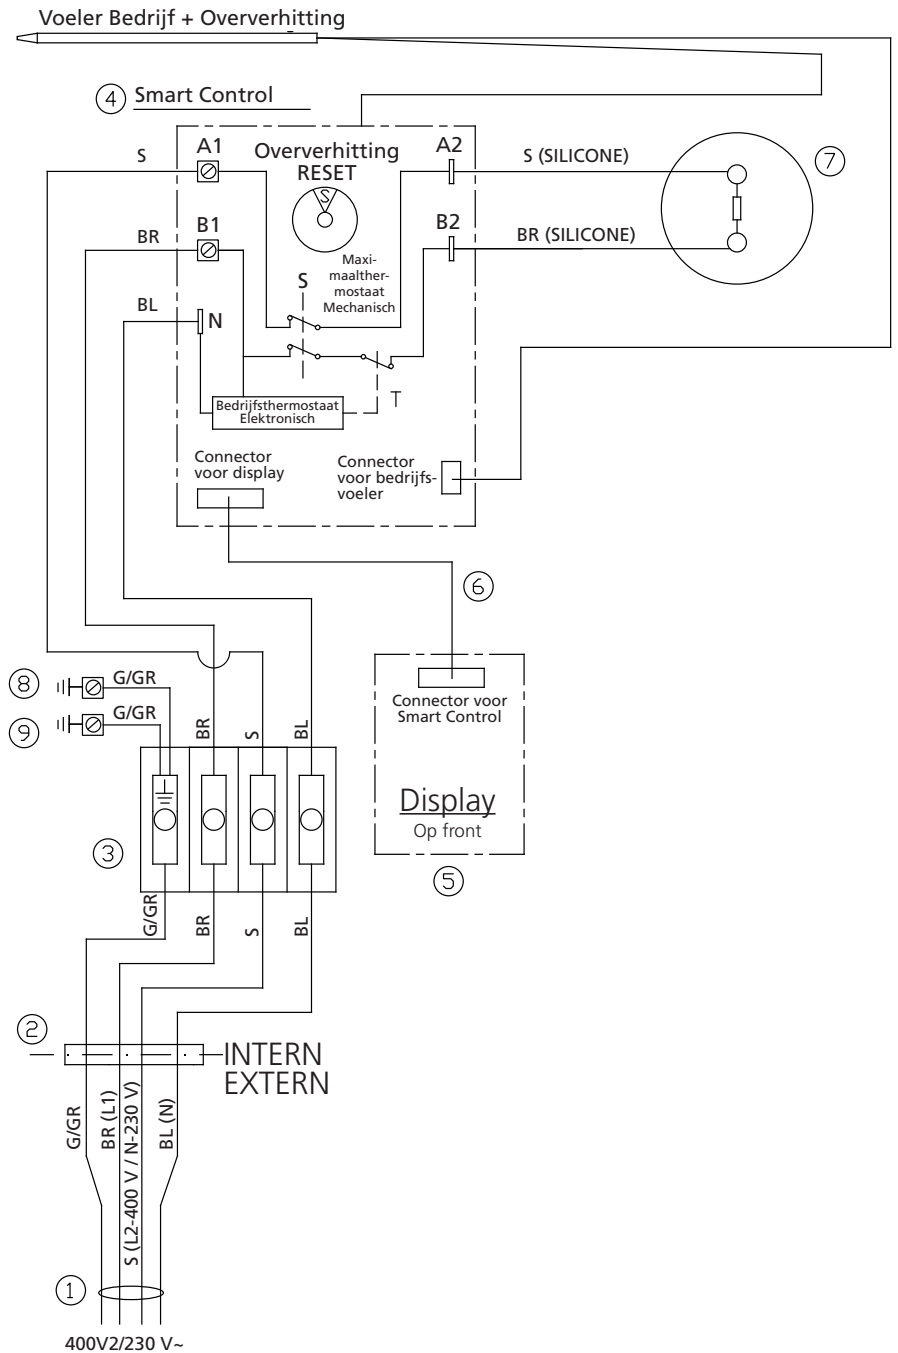 Voeler Bedrijf + Oververhitting
4 Smart Control
A1
Oververhitting
RESET
S
A2
S
S (SILICONE)
7
B1
B2
BR
BR (SILICONE)
Maxi-
maalther-
mostaat
Mechanisch
S
BL
N
T
Bedrijfsthermostaat
Elektronisch
Connector
voor display
Connector
voor bedrijfs-
voeler
6
8
G/GR
9
G/GR
BR
S
BL
Connector voor
Smart Control
Display
Op front
5
3
G/GR
BR
S
BL
2
INTERN
EXTERN
G/GR
BR (L1)
S (L2-400 V / N-230 V)
BL (N)
1
400V2/230 V~